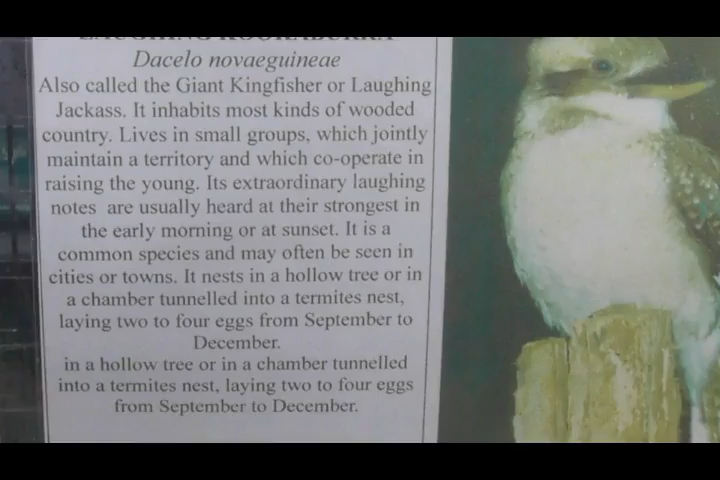 LAUGHING KOOKABURRA
Dacelo novaeguineae
Also called the Giant Kingfisher or Laughing
Jackass. It inhabits most kinds of wooded
country. Lives in small groups, which jointly
maintain a territory and which co-operate in
raising the young. Its extraordinary laughing
notes are usually heard at their strongest in
the early morning or at sunset. It is a
common species and may often be seen in
cities or towns. It nests in a hollow tree or in
a chamber tunnelled into a termites nest,
laying two to four eggs from September to
December.
in a hollow tree or in a chamber tunnelled
into a termites nest, laying two to four eggs
from September to December.